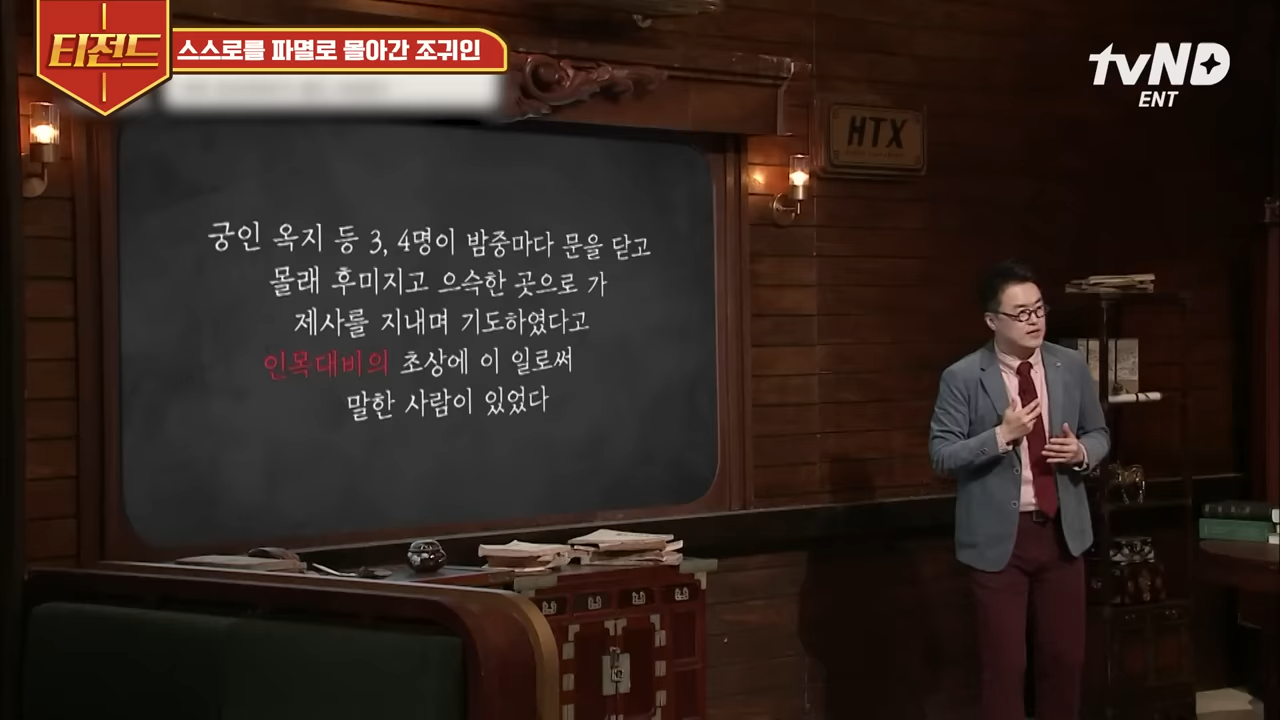 티전드
스스로를 파멸로 몰아간 조귀인
tvND
ENT
HTX
궁인 옥지 등 3, 4명이 밤중마다 문을 닫고
몰래 후미지고 으슥한 곳으로 가
제사를 지내며 기도하였다고
인목대비의 초상에 이 일로써
말한 사람이 있었다